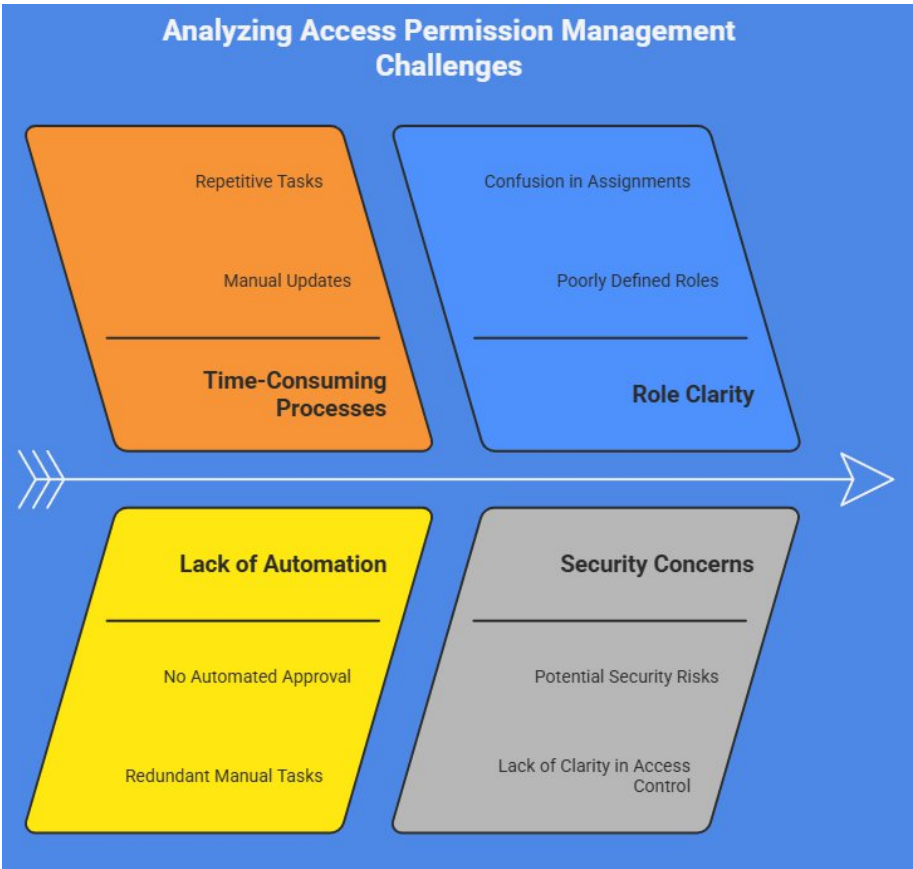 Analyzing Access Permission Management
Challenges
Repetitive Tasks
Manual Updates
Time-Consuming
Processes
Confusion in Assignments
Poorly Defined Roles
Role Clarity
Lack of Automation
No Automated Approval
Redundant Manual Tasks
Security Concerns
Potential Security Risks
Lack of Clarity in Access
Control